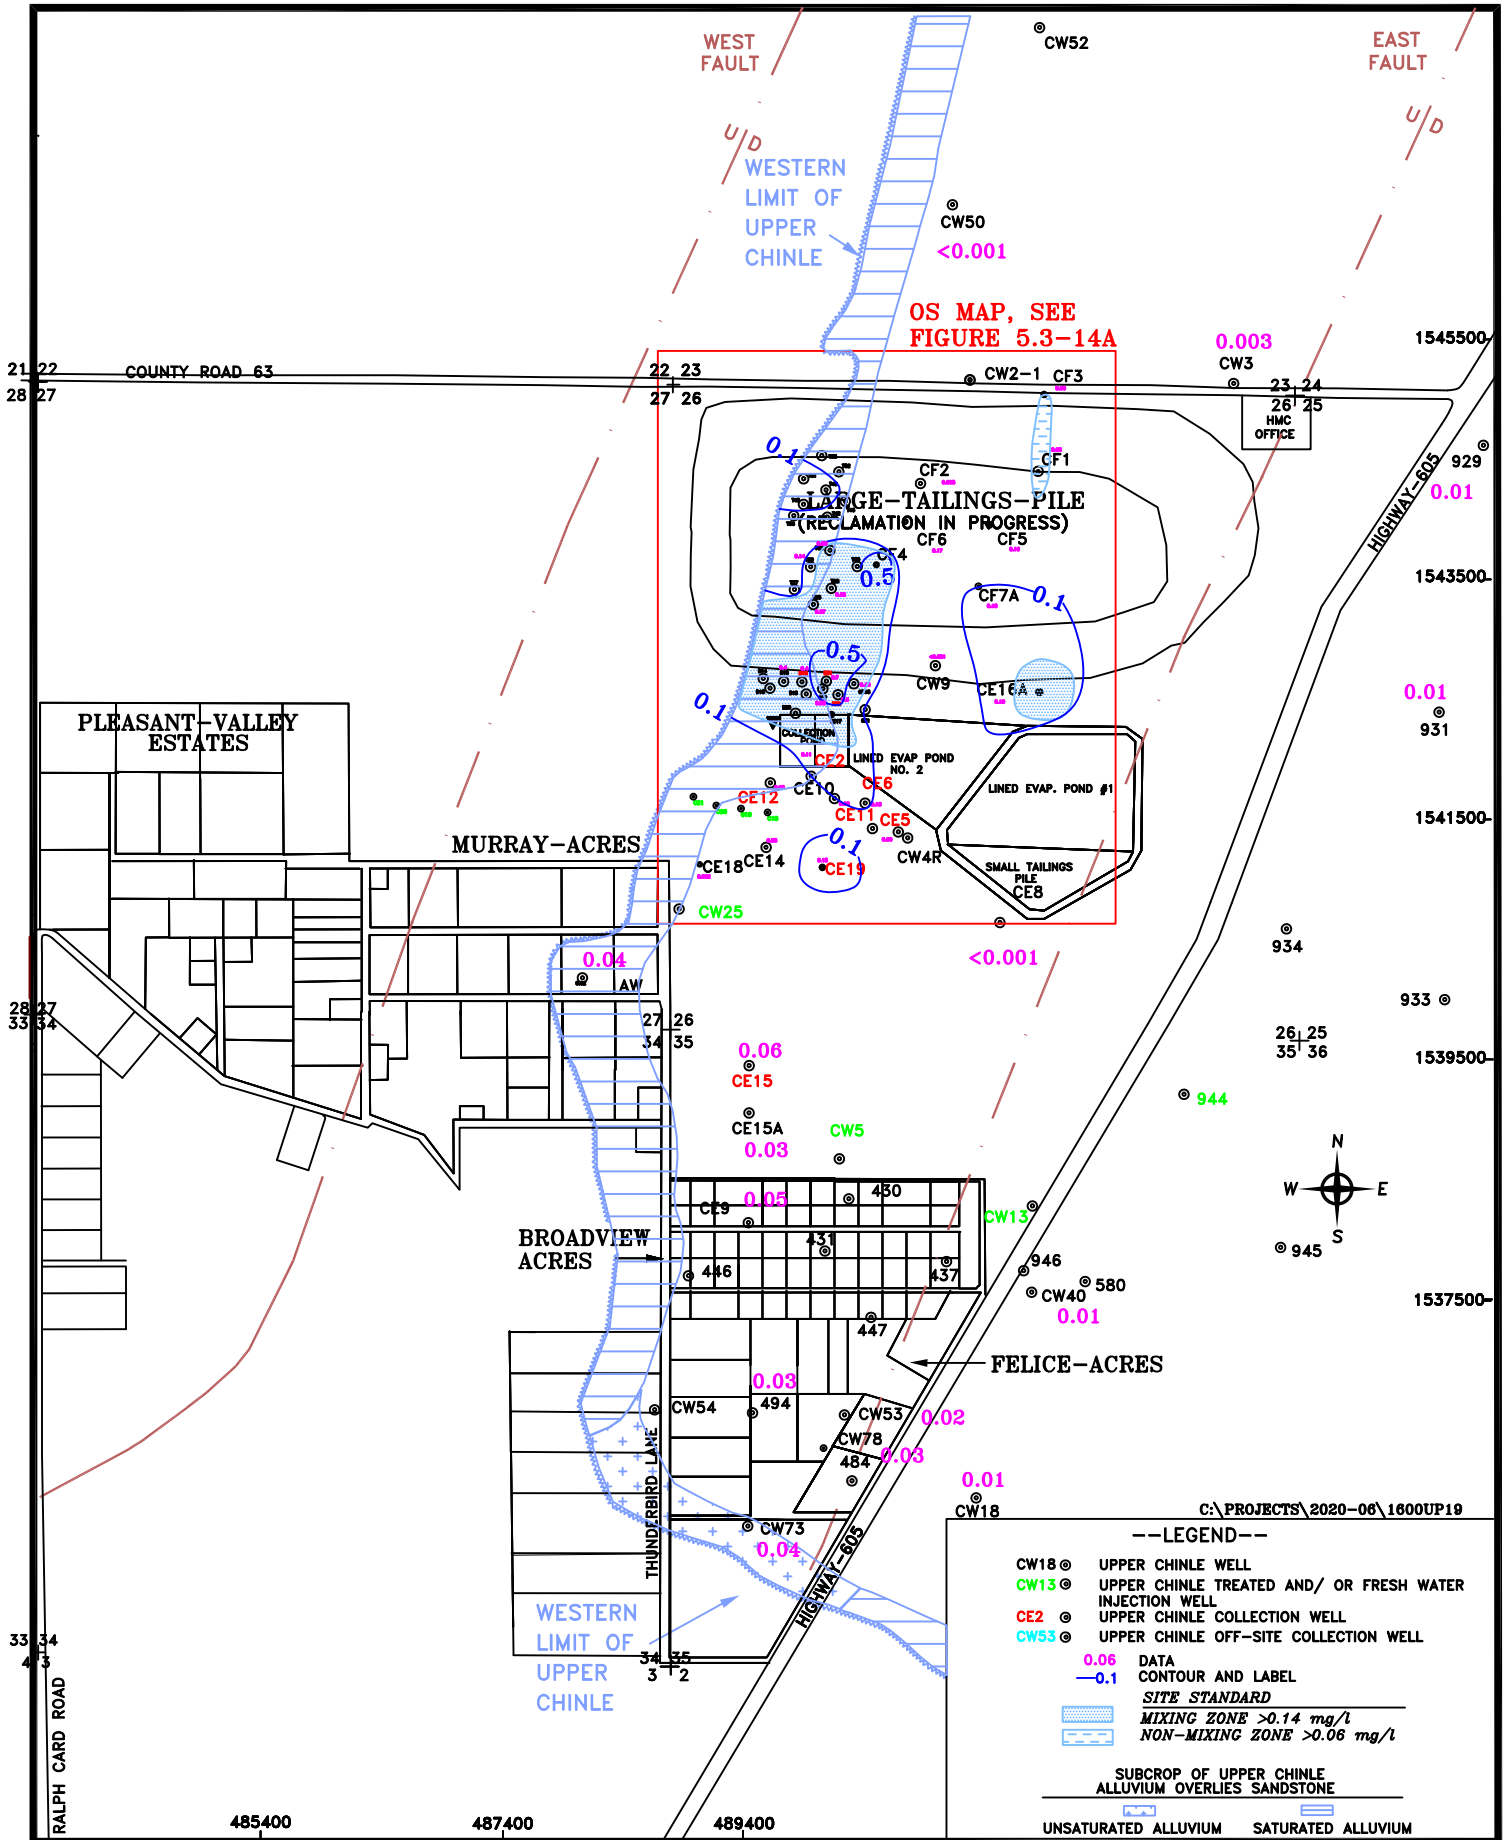 WEST
FAULT
EAST
FAULT
CW52
U/D
U/D
WESTERN
LIMIT OF
UPPER
CHINLE
CW50
<0.001
OS MAP, SEE
FIGURE 5.3-14A
0.003
CW3
1545500
21 22
28 27
COUNTY ROAD 63
22 23
27 26
CW2-1
CF3
23 24
26 25
HMC
OFFICE
929
0.01
HIGHWAY-605
0.1
CF2
CF1
LARGE-TAILINGS-PILE
(RECLAMATION IN PROGRESS)
CF6
CF5
CF4
0.5
1543500
CF7A
0.1
0.5
CW9
CE16A
0.01
931
0.1
PLEASANT-VALLEY
ESTATES
COLLECTION
POND
LINED EVAP POND
NO. 2
LINED EVAP. POND #1
CE2
CE10
CE6
CE12
CE11
CE5
CW4R
1541500
MURRAY-ACRES
0.1
CE14
CE18
CE19
SMALL TAILINGS
PILE
CE8
CW25
934
<0.001
0.04
AW
933
28 27
33 34
27 26
34 35
26 25
35 36
0.06
CE15
1539500
944
CE15A
0.03
CW5
N
W E
S
0.05
CE9
430
CW13
BROADVIEW
ACRES
431
437
946
945
446
580
CW40
0.01
1537500
447
FELICE-ACRES
0.03
494
CW54
CW53
0.02
CW78
0.03
484
THUNDERBIRD LANE
0.01
CW18
CW73
0.04
HIGHWAY-605
C:\PROJECTS\2020-06\1600UP19
WESTERN
LIMIT OF
UPPER
CHINLE
33 34
4 3
34 35
3 2
RALPH CARD ROAD
485400
487400
489400
--LEGEND--
CW18 UPPER CHINLE WELL
CW13 UPPER CHINLE TREATED AND/ OR FRESH WATER
INJECTION WELL
CE2 UPPER CHINLE COLLECTION WELL
CW53 UPPER CHINLE OFF-SITE COLLECTION WELL
0.06 DATA
0.1 CONTOUR AND LABEL
SITE STANDARD
MIXING ZONE >0.14 mg/l
NON-MIXING ZONE >0.06 mg/l
SUBCROP OF UPPER CHINLE
ALLUVIUM OVERLIES SANDSTONE
UNSATURATED ALLUVIUM SATURATED ALLUVIUM